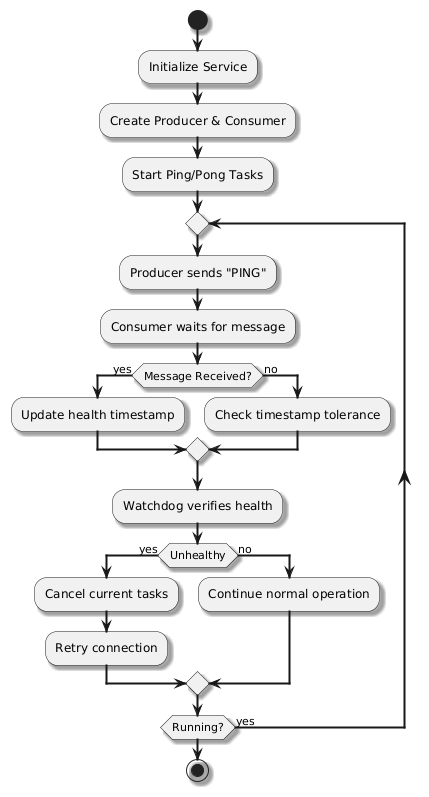 Initialize Service
Create Producer & Consumer
Start Ping/Pong Tasks
Producer sends "PING"
Consumer waits for message
yes
Message Received?
no
Update health timestamp
Check timestamp tolerance
Watchdog verifies health
yes
Unhealthy
no
Cancel current tasks
Continue normal operation
Retry connection
Running?
yes